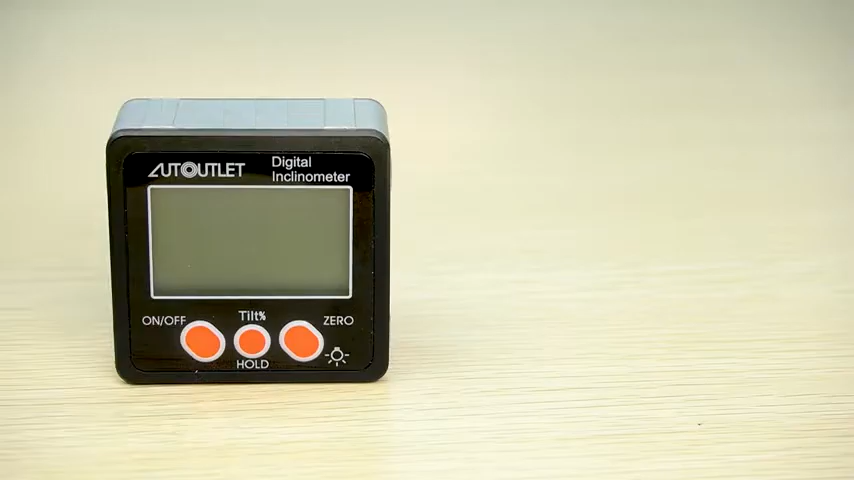 AUTOUTLET
Digital
Inclinometer
ON/OFF
Tilt%
ZERO
HOLD